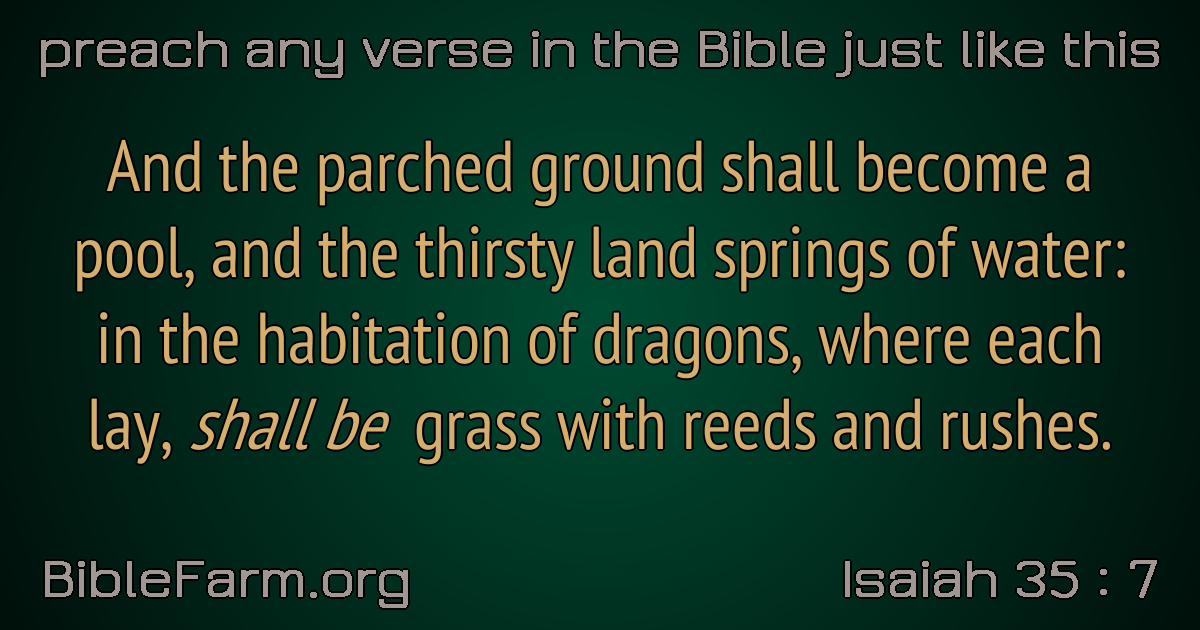 preach any verse in the Bible just like this
And the parched ground shall become a
pool, and the thirsty land springs of water:
in the habitation of dragons, where each
lay, shall be grass with reeds and rushes.
BibleFarm.org
Isaiah 35 : 7